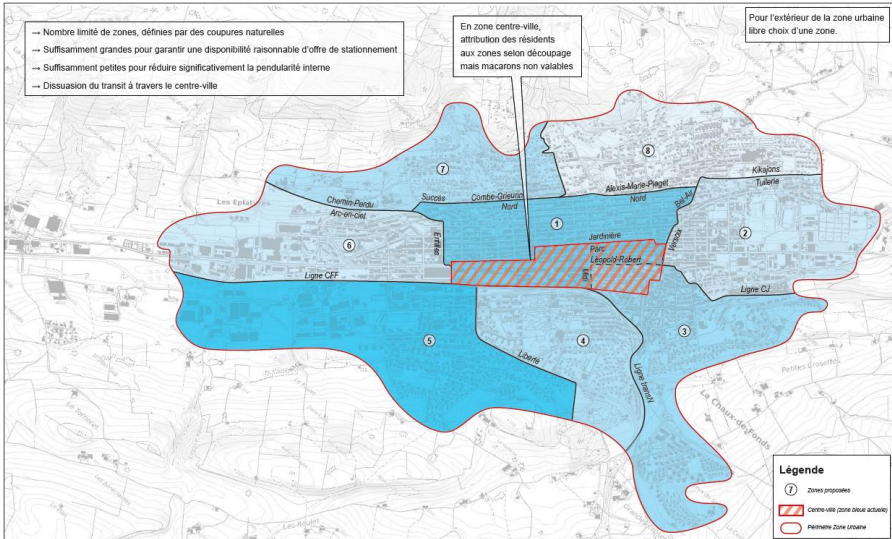 → Nombre limité de zones, définies par des coupures naturelles
→ Suffisamment grandes pour garantir une disponibilité raisonnable d'offre de stationnement
→ Suffisamment petites pour réduire significativement la pendularité interne
→ Dissuasion du transit à travers le centre-ville
En zone centre-ville,
attribution des résidents
aux zones selon découpage
mais macarons non valables
Pour l'extérieur de la zone urbaine
libre choix d'une zone.
8
7
Kikajons
Tuilerie
Alexis-Marie-Piaget
Nord
Bel-Air
Succès
Combe-Grieurin
Nord
Chemin-Perdu
Arc-en-ciel
Les Eplatures
1
2
Jardinière
Parc
Léopold-Robert
Midi
Versoix
Entilles
6
Ligne CFF
Ligne CJ
3
4
5
Liberté
Ligne transN
Petites Crosettes
La Chaux-de-Fonds
Les Roulet
Légende
7 Zones proposées
Centre-ville (zone bleue actuelle)
Périmètre Zone Urbaine